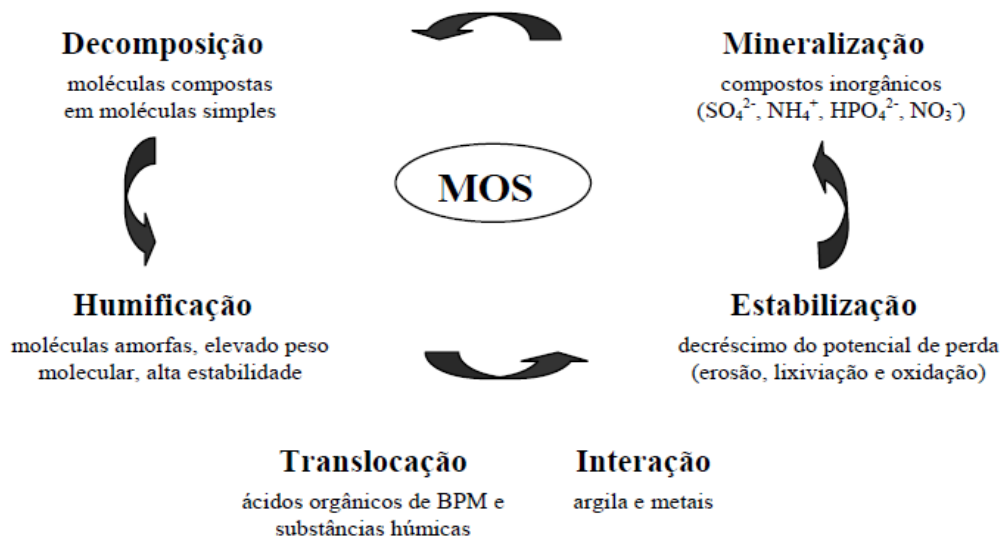 Decomposição
moléculas compostas
em moléculas simples
Mineralização
compostos inorgânicos
(SO₄²⁻, NH₄⁺, HPO₄²⁻, NO₃⁻)
MOS
Humificação
moléculas amorfas, elevado peso
molecular, alta estabilidade
Estabilização
decréscimo do potencial de perda
(erosão, lixiviação e oxidação)
Translocação
ácidos orgânicos de BPM e
substâncias húmicas
Interação
argila e metais